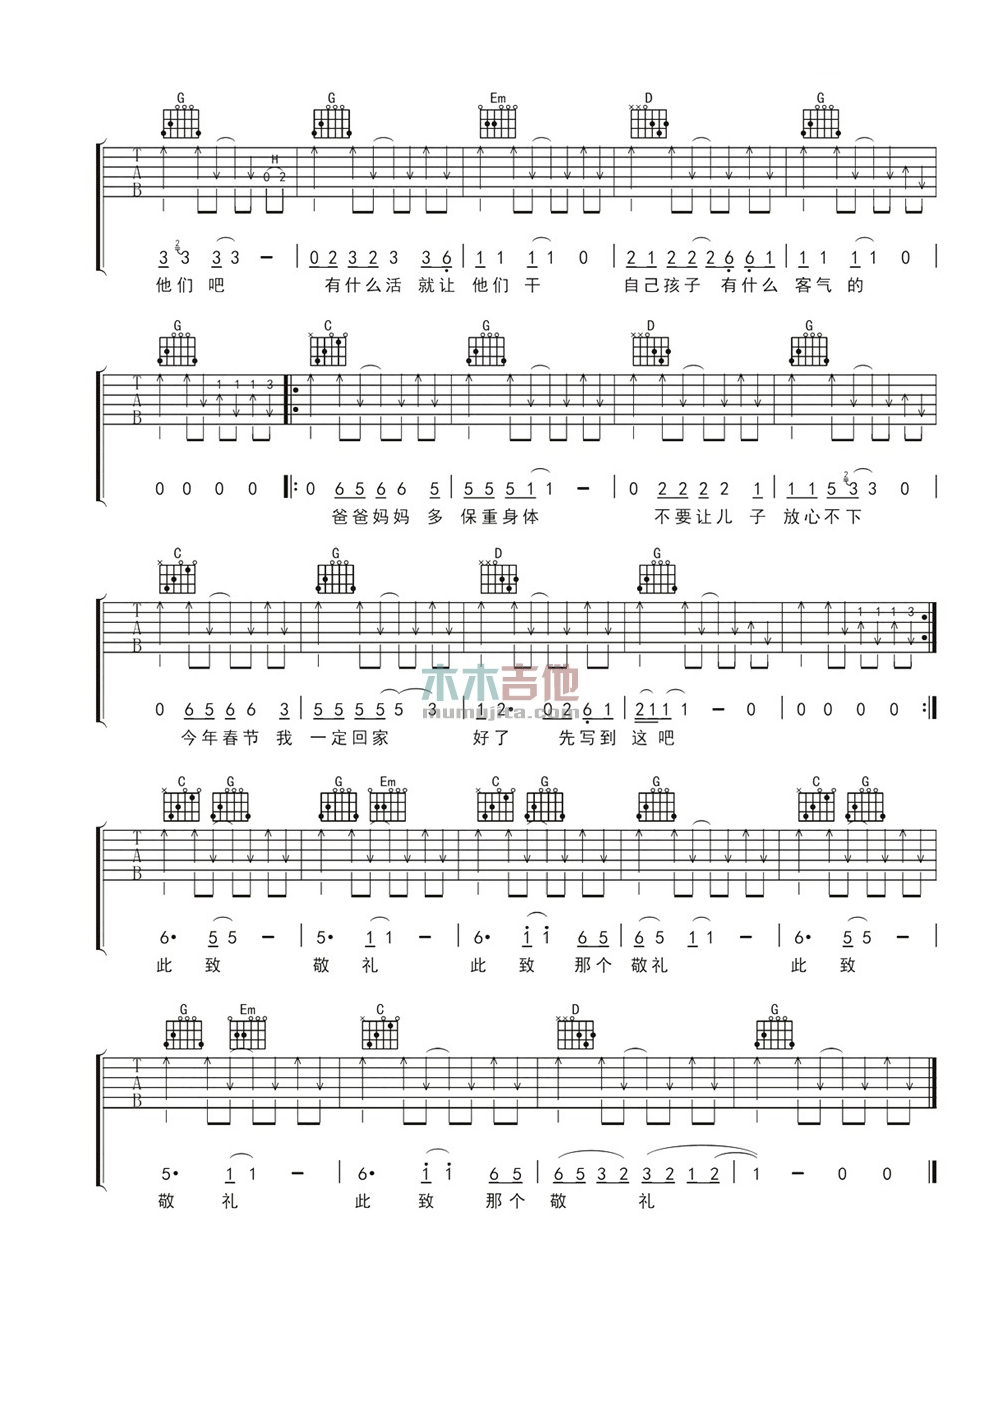 G G Em D G
T A B H 0 2
3 3 3 3 - | 0 2 3 2 3 3 6 | 1 1 1 1 0 | 2 1 2 2 2 6 6 1 | 1 1 1 1 0 |
他们 吧 有什么活 就让 他们 干 自己孩子 有什么 客气 的
G C G D G
T A B 1 1 1 3
0 0 0 0 |: 0 6 5 6 6 5 | 5 5 5 1 1 - | 0 2 2 2 2 1 | 1 1 5 3 3 0 |
爸爸妈妈 多 保重身体 不要让儿 子 放心不下
C G D G
T A B 1 1 1 3
木木吉他
0 6 5 6 6 3 | 5 5 5 5 5 3 | 1 2· 0 2 6 1 | 2 1 1 1 - 0 | 0 0 0 0 :|
mumujita.com
今年春节 我 一定回家 好了 先写到 这 吧
C G G Em C G G C G
T A B
6· 5 5 - | 5· 1 1 - | 6· 1 1 6 5 | 6 5 1 1 - | 6· 5 5 - |
此 致 敬 礼 此 致 那个 敬礼 此 致
G Em C D G
T A B
5· 1 1 - | 6· 1 1 6 5 | 6 5 3 2 3 2 1 2 | 1 - 0 0 ||
敬 礼 此 致 那个 敬 礼